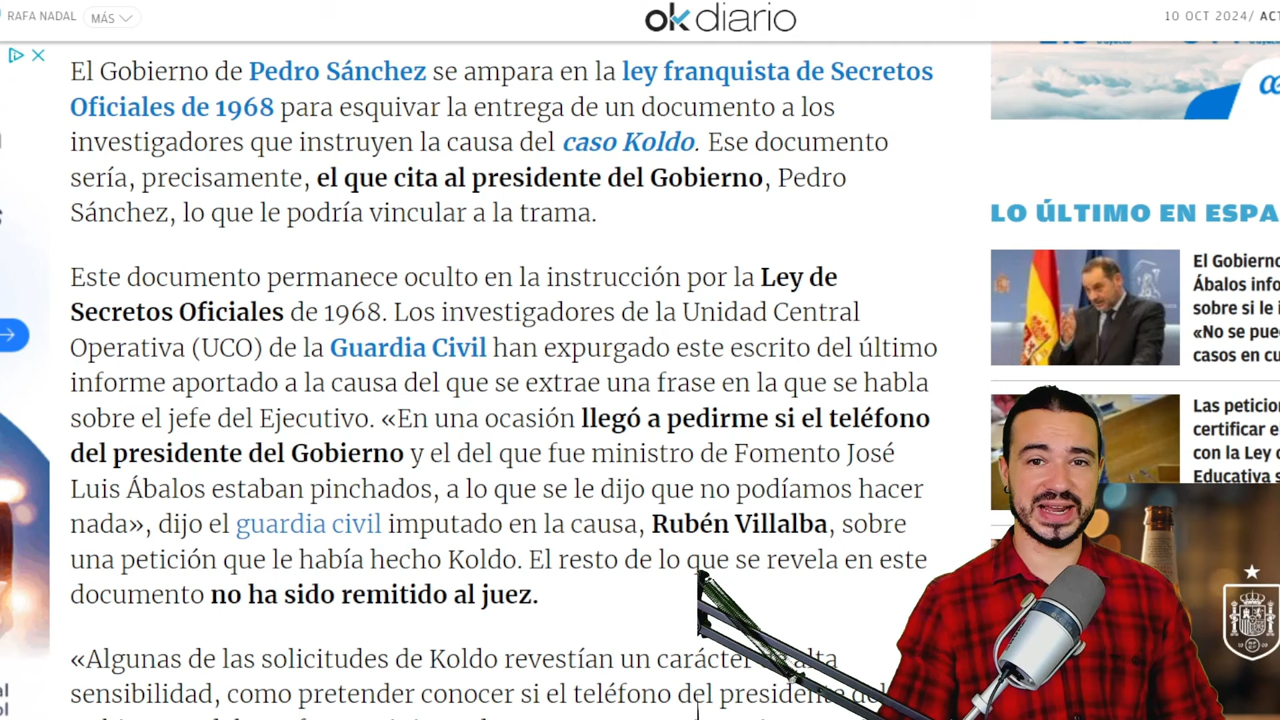 RAFA NADAL
MÁS
okdiario
10 OCT 2024/
El Gobierno de Pedro Sánchez se ampara en la ley franquista de Secretos
Oficiales de 1968 para esquivar la entrega de un documento a los
investigadores que instruyen la causa del caso Koldo. Ese documento
sería, precisamente, el que cita al presidente del Gobierno, Pedro
Sánchez, lo que le podría vincular a la trama.
Este documento permanece oculto en la instrucción por la Ley de
Secretos Oficiales de 1968. Los investigadores de la Unidad Central
Operativa (UCO) de la Guardia Civil han expurgado este escrito del último
informe aportado a la causa del que se extrae una frase en la que se habla
sobre el jefe del Ejecutivo. «En una ocasión llegó a pedirme si el teléfono
del presidente del Gobierno y el del que fue ministro de Fomento José
Luis Ábalos estaban pinchados, a lo que se le dijo que no podíamos hacer
nada», dijo el guardia civil imputado en la causa, Rubén Villalba, sobre
una petición que le había hecho Koldo. El resto de lo que se revela en este
documento no ha sido remitido al juez.
«Algunas de las solicitudes de Koldo revestían un carácter de alta
sensibilidad, como pretender conocer si el teléfono del presidente del
LO ÚLTIMO EN ESPA
El Gobierno
Ábalos info
sobre si le i
«No se pue
casos en cu
Las peticion
certificar e
con la Ley
Educativa s